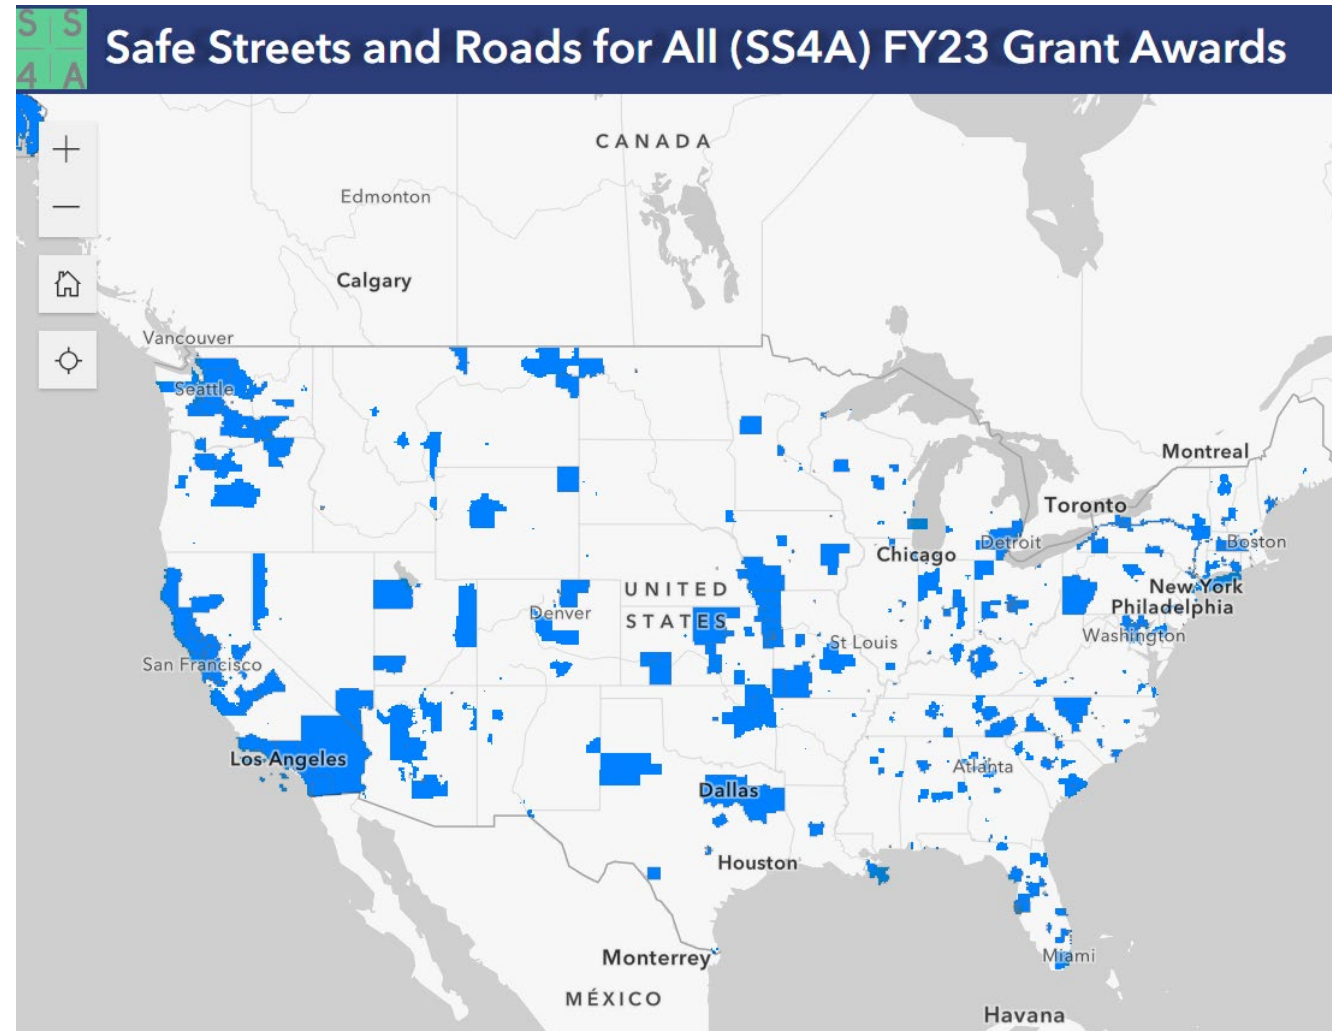 S S
4 A
Safe Streets and Roads for All (SS4A) FY23 Grant Awards
CANADA
Edmonton
Calgary
Vancouver
Seattle
Montreal
Toronto
Detroit
Boston
Chicago
New York
Philadelphia
Washington
UNITED
STATES
Denver
St Louis
San Francisco
Los Angeles
Atlanta
Dallas
Houston
Monterrey
Miami
MÉXICO
Havana